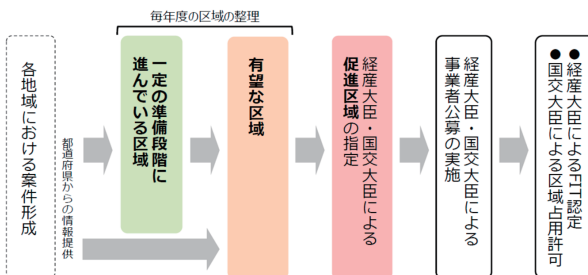 毎年度の区域の整理
各地域における案件形成
都道府県からの情報提供
一定の準備段階に
進んでいる区域
有望な区域
経産大臣・国交大臣による
促進区域の指定
経産大臣・国交大臣による
事業者公募の実施
●経産大臣によるFIT認定
●国交大臣による区域占用許可